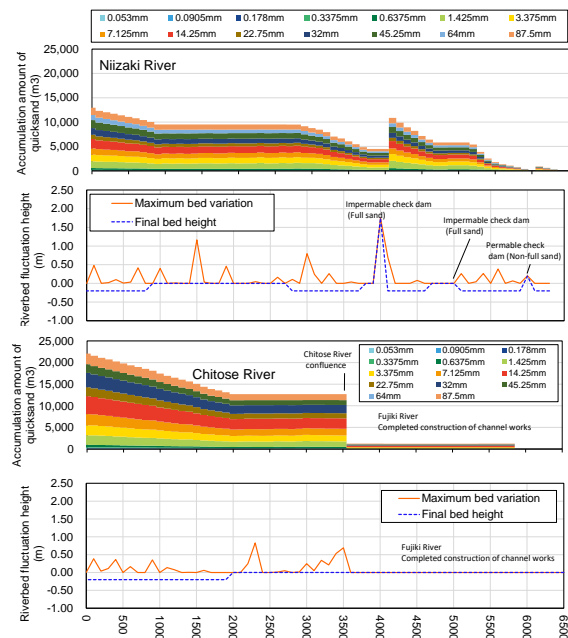 0.053mm 0.0905mm 0.178mm 0.3375mm 0.6375mm 1.425mm 3.375mm
7.125mm 14.25mm 22.75mm 32mm 45.25mm 64mm 87.5mm
Accumulation amount of
quicksand (m3)
25,000
20,000
15,000
10,000
5,000
0
Niizaki River
Riverbed fluctuation height
(m)
2.50
2.00
1.50
1.00
0.50
0.00
-0.50
-1.00
Maximum bed variation
Final bed height
Impermable check dam
(Full sand)
Impermable check dam
(Full sand)
Permable check
dam (Non-full sand)
Accumulation amount of
quicksand (m3)
25,000
20,000
15,000
10,000
5,000
0
Chitose River
Chitose River
confluence
0.053mm 0.0905mm 0.178mm
0.3375mm 0.6375mm 1.425mm
3.375mm 7.125mm 14.25mm
22.75mm 32mm 45.25mm
64mm 87.5mm
Fujiki River
Completed construction of channel works
Riverbed fluctuation height
(m)
2.50
2.00
1.50
1.00
0.50
0.00
-0.50
-1.00
Maximum bed variation
Final bed height
Fujiki River
Completed construction of channel works
0 500 1000 1500 2000 2500 3000 3500 4000 4500 5000 5500 6000 6500